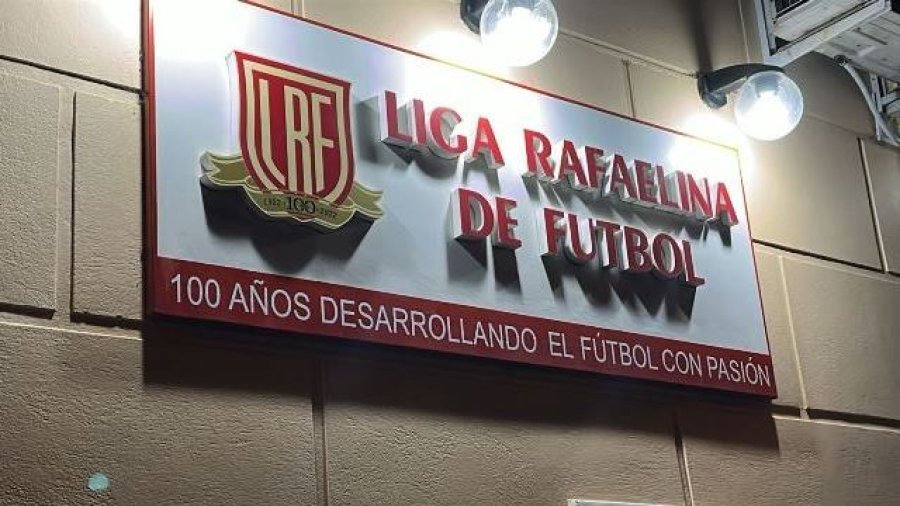 LRF
1922-100-2022
LIGA RAFAELINA
DE FUTBOL
100 AÑOS DESARROLLANDO EL FÚTBOL CON PASIÓN